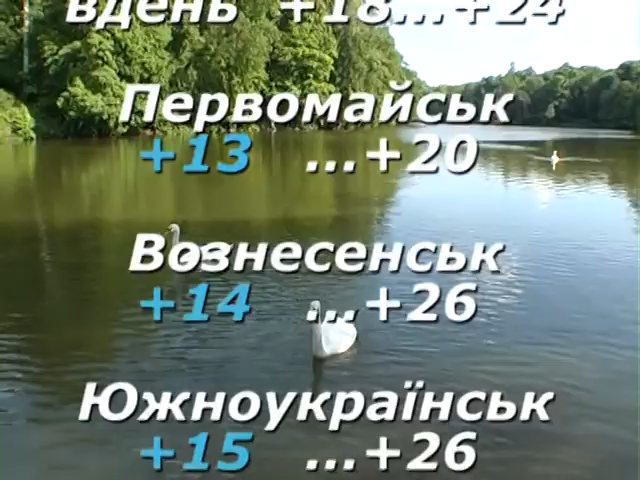 вдень +18...+24
Первомайськ
+13 ...+20
Вознесенськ
+14 ...+26
Южноукраїнськ
+15 ...+26